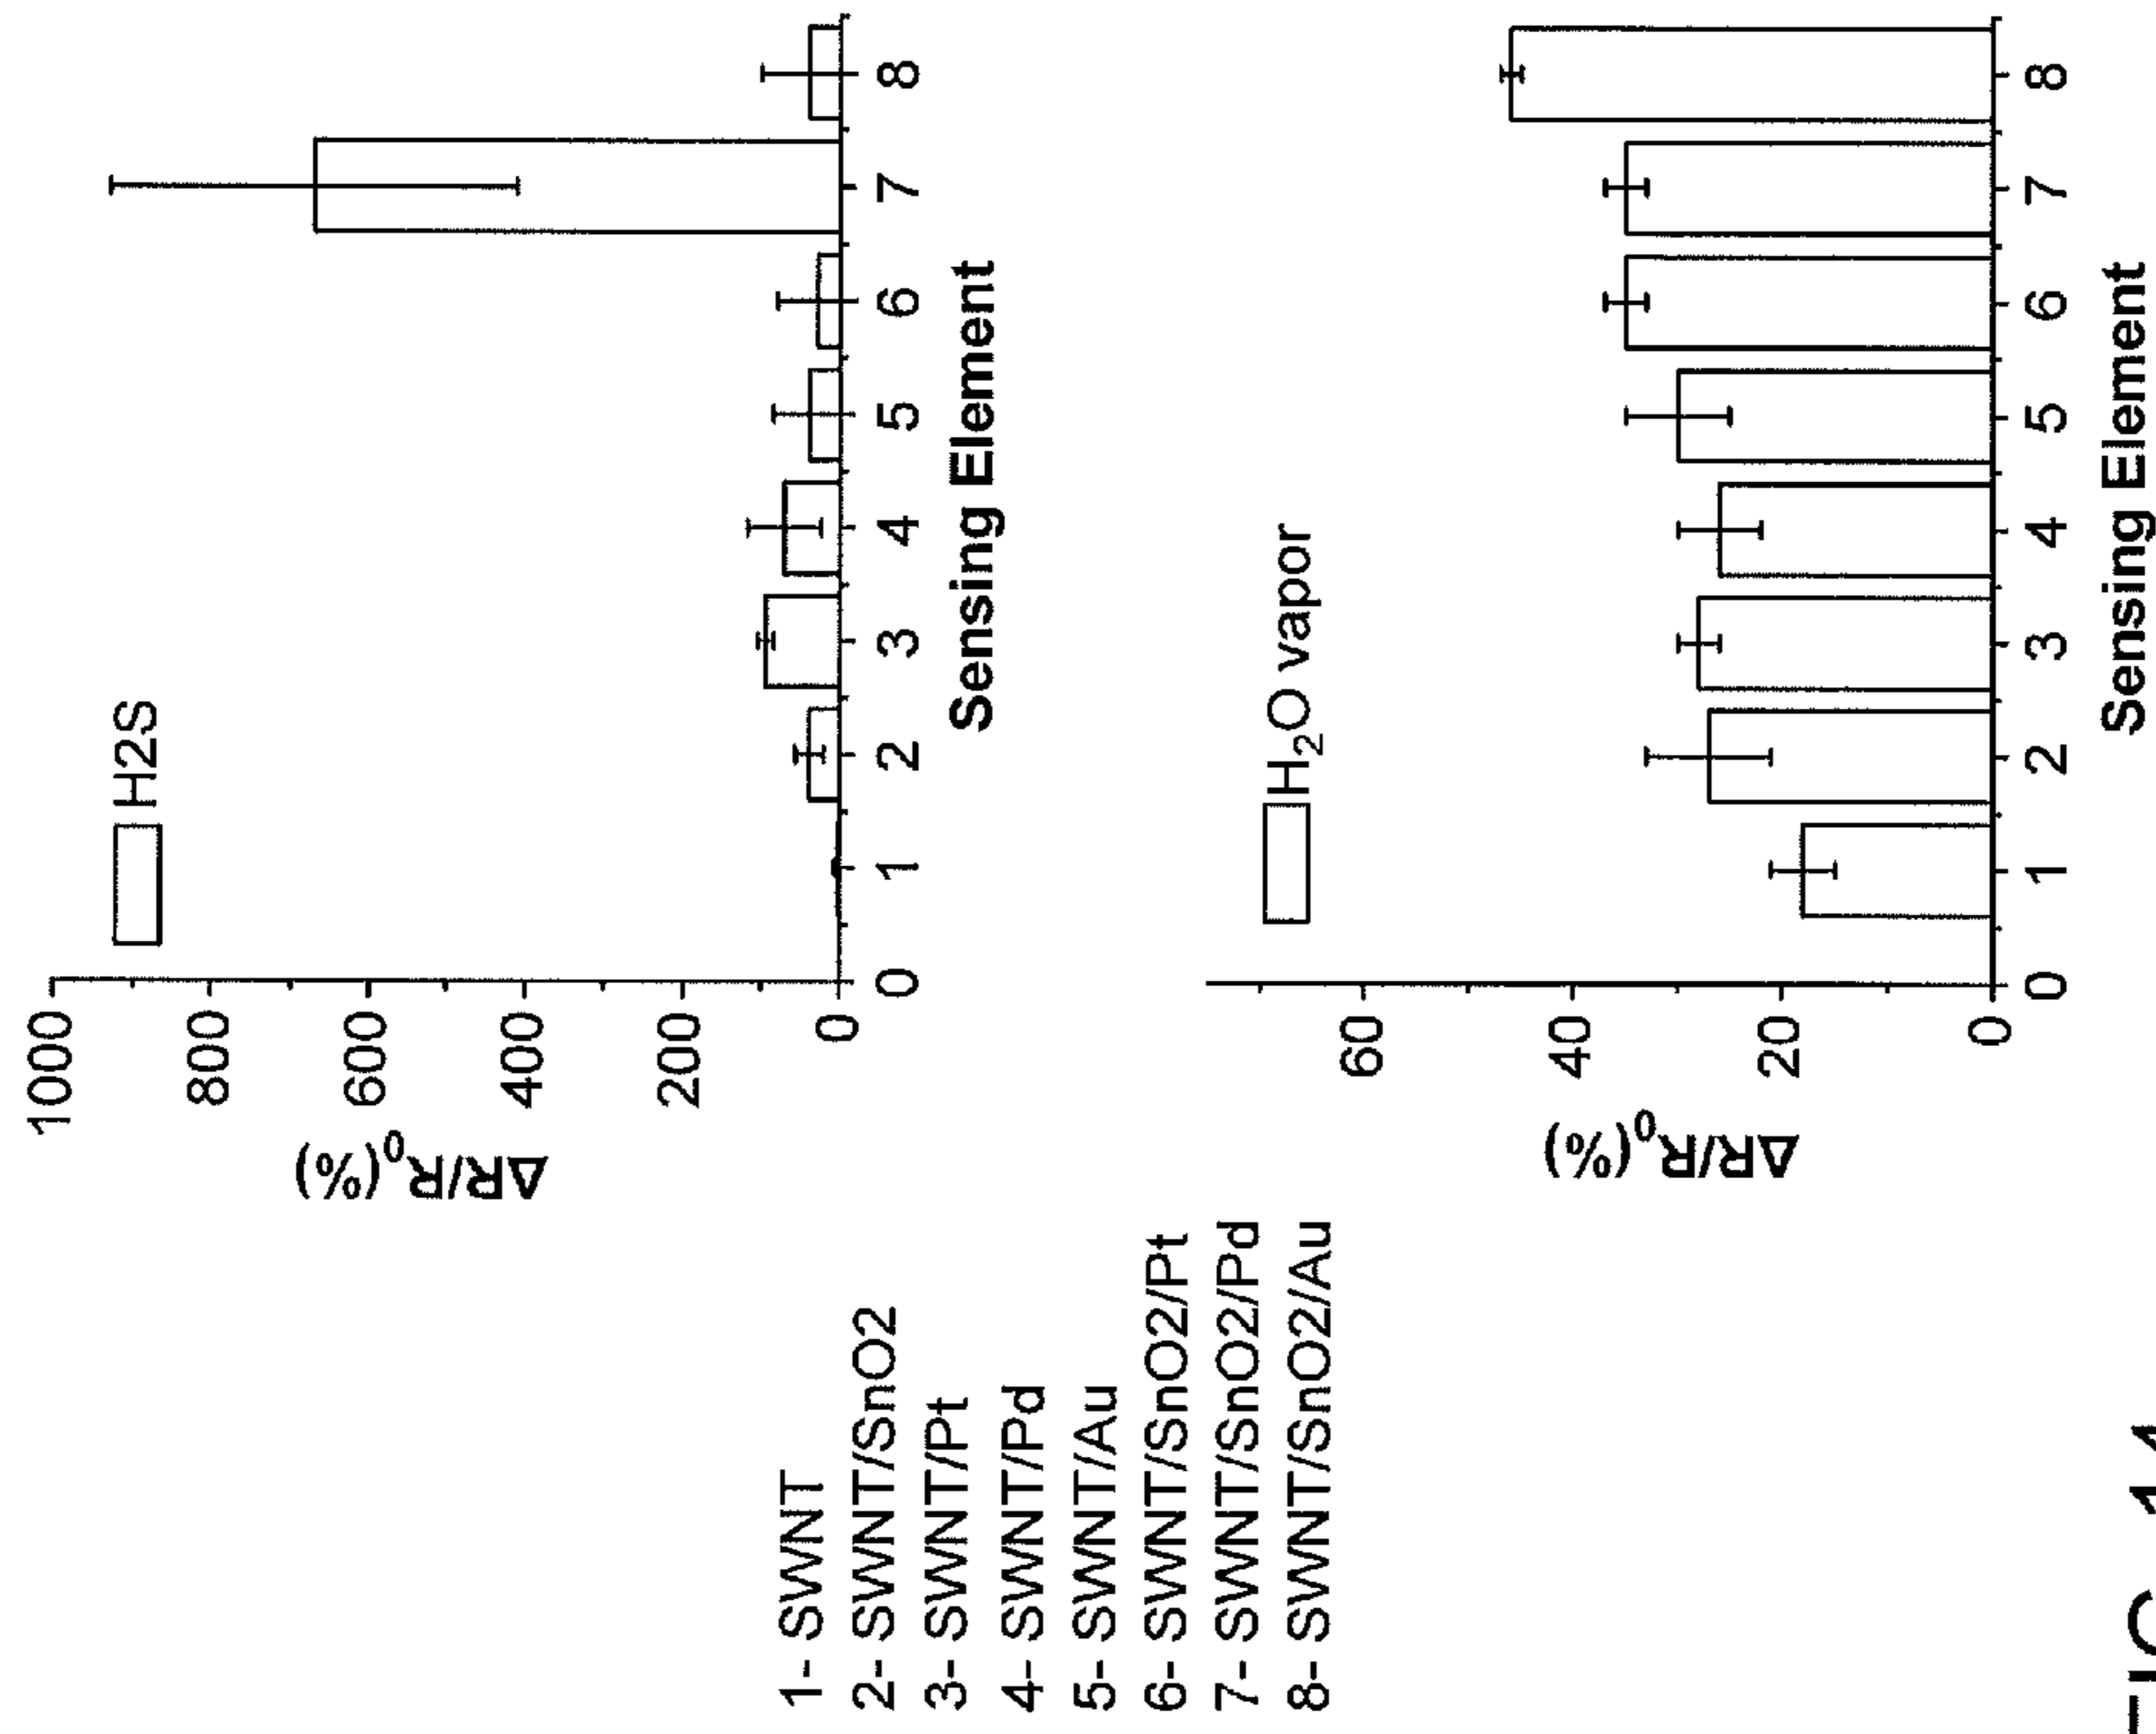 1000
800
600
400
200
0
ΔR/R₀(%)
H2S
0 1 2 3 4 5 6 7 8
Sensing Element
1- SWNT
2- SWNT/SnO2
3- SWNT/Pt
4- SWNT/Pd
5- SWNT/Au
6- SWNT/SnO2/Pt
7- SWNT/SnO2/Pd
8- SWNT/SnO2/Au
60
40
20
0
ΔR/R₀(%)
H₂O vapor
0 1 2 3 4 5 6 7 8
Sensing Element